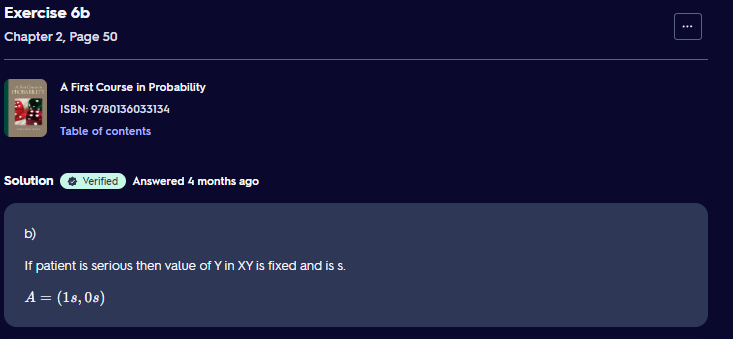 Exercise 6b
Chapter 2, Page 50
...
PROBABILITY
A First Course in Probability
ISBN: 9780136033134
Table of contents
Solution Verified Answered 4 months ago
b)
If patient is serious then value of Y in XY is fixed and is s.
A = (1s, 0s)